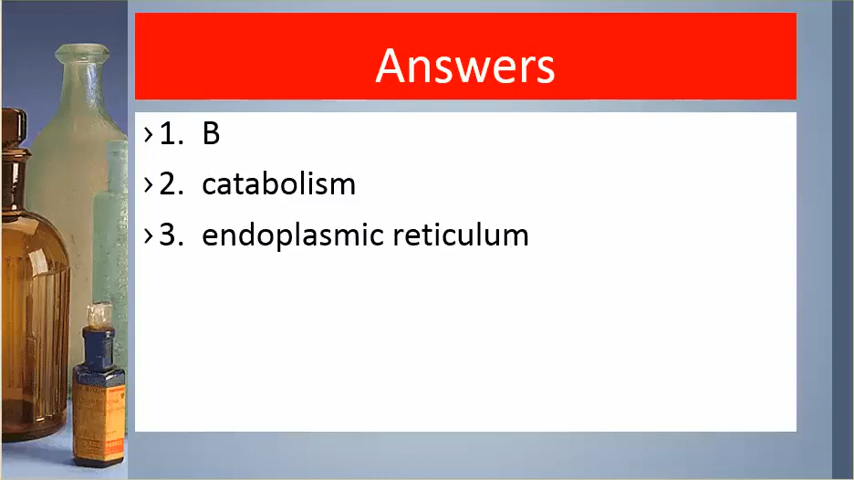 Answers
›1. B
›2. catabolism
›3. endoplasmic reticulum